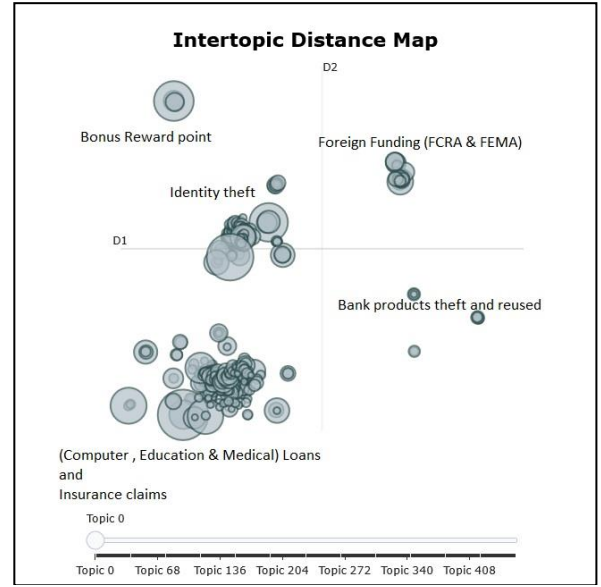 Intertopic Distance Map
D2
Bonus Reward point
Foreign Funding (FCRA & FEMA)
Identity theft
D1
Bank products theft and reused
(Computer , Education & Medical) Loans
and
Insurance claims
Topic 0
Topic 0 Topic 68 Topic 136 Topic 204 Topic 272 Topic 340 Topic 408